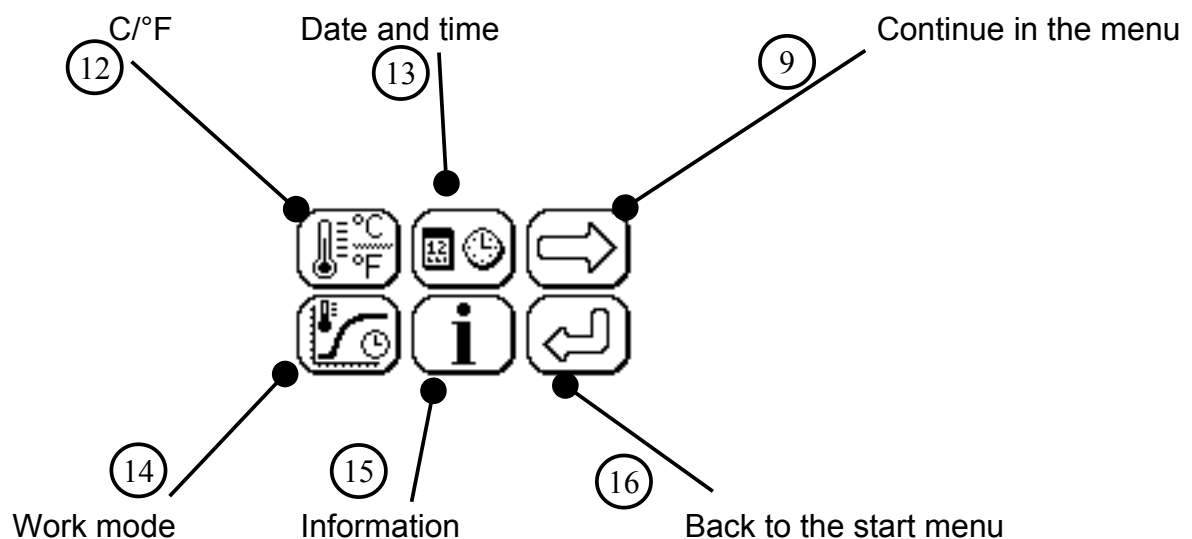 C/°F
Date and time
Continue in the menu
12
13
9
°C
°F
12
i
14
15
16
Work mode
Information
Back to the start menu